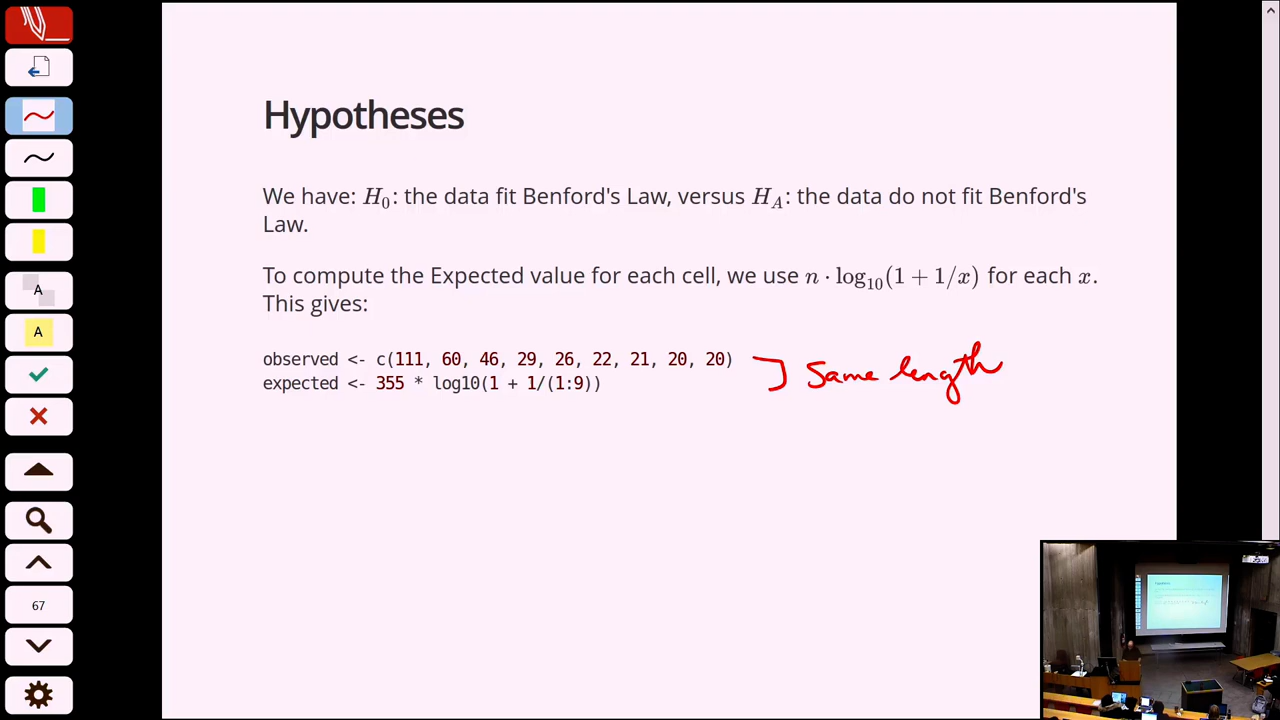 Hypotheses
We have: H₀: the data fit Benford's Law, versus H_A: the data do not fit Benford's
Law.
To compute the Expected value for each cell, we use n · log₁₀(1 + 1/x) for each x.
This gives:
observed <- c(111, 60, 46, 29, 26, 22, 21, 20, 20)
expected <- 355 * log10(1 + 1/(1:9))
Same length
A
A
67